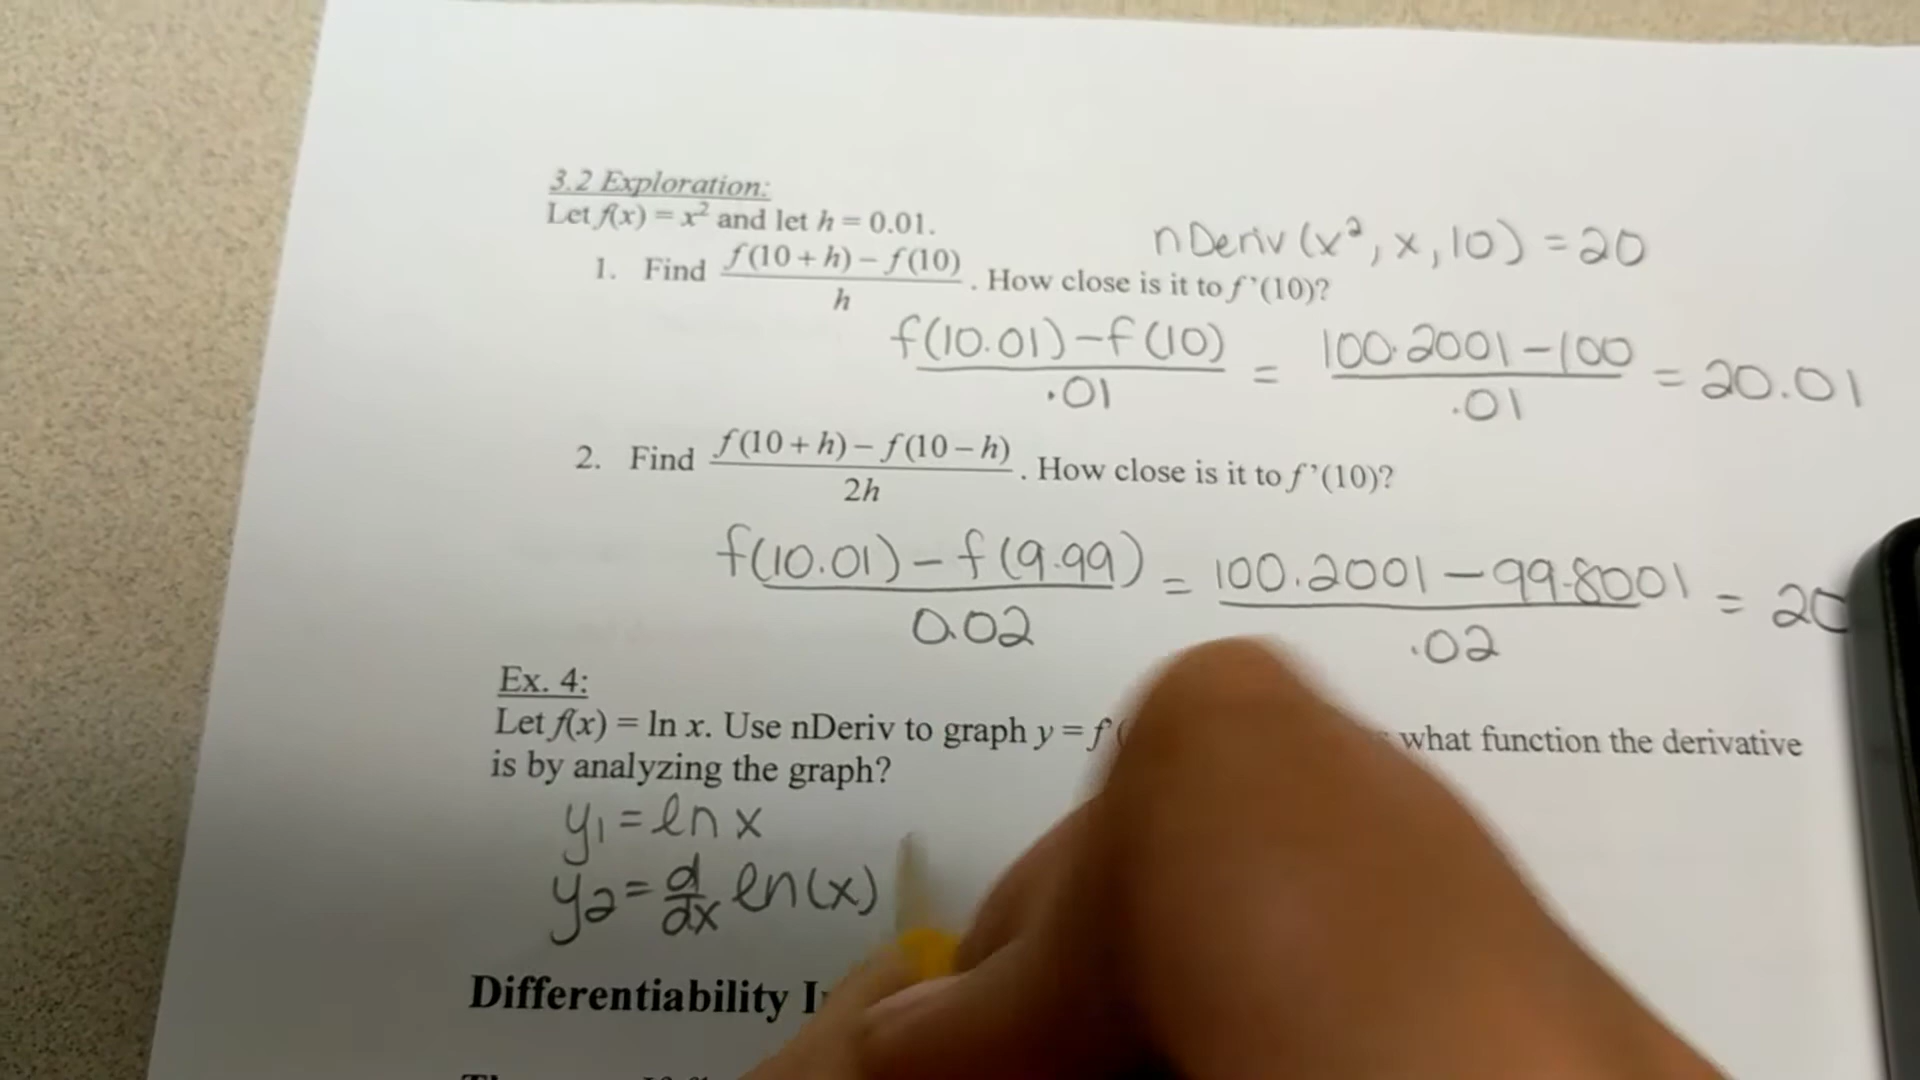 3.2 Exploration:
Let f(x) = x² and let h = 0.01.
nDeriv(x², x, 10) = 20
1. Find f(10 + h) – f(10) / h . How close is it to f '(10)?
f(10.01) – f(10) / .01 = 100.2001 – 100 / .01 = 20.01
2. Find f(10 + h) – f(10 – h) / 2h . How close is it to f '(10)?
f(10.01) – f(9.99) / 0.02 = 100.2001 – 99.8001 / .02 = 20
Ex. 4:
Let f(x) = ln x. Use nDeriv to graph y = f what function the derivative
is by analyzing the graph?
y₁ = ln x
y₂ = d/dx ln(x)
Differentiability